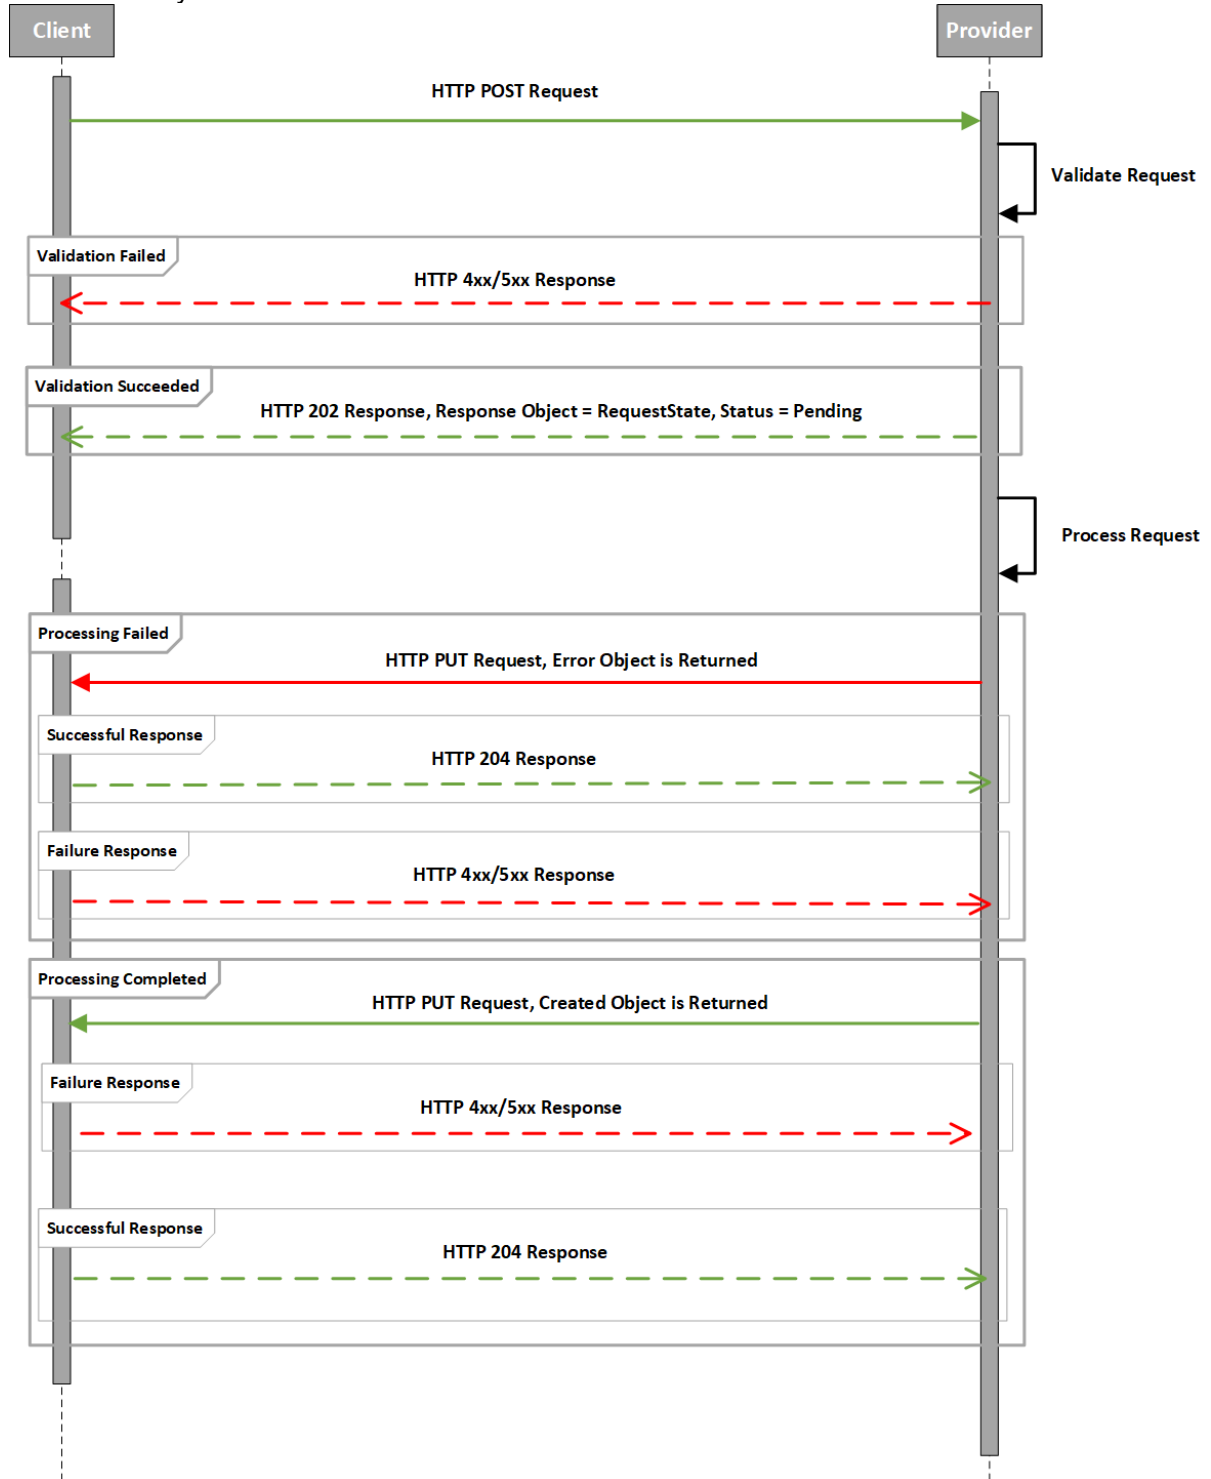 Client
Provider
HTTP POST Request
Validate Request
Validation Failed
HTTP 4xx/5xx Response
Validation Succeeded
HTTP 202 Response, Response Object = RequestState, Status = Pending
Process Request
Processing Failed
HTTP PUT Request, Error Object is Returned
Successful Response
HTTP 204 Response
Failure Response
HTTP 4xx/5xx Response
Processing Completed
HTTP PUT Request, Created Object is Returned
Failure Response
HTTP 4xx/5xx Response
Successful Response
HTTP 204 Response